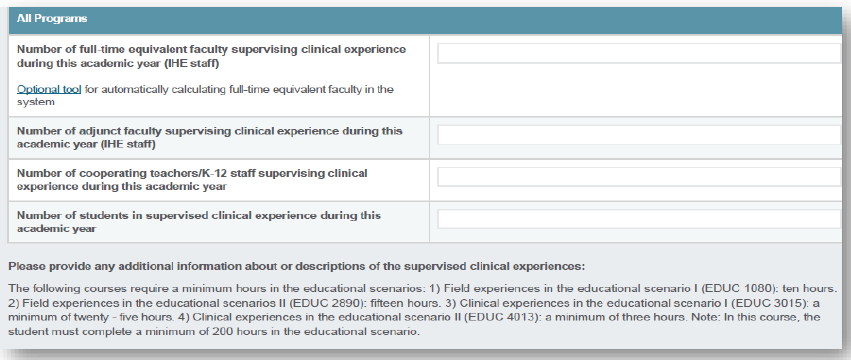 All Programs
Number of full-time equivalent faculty supervising clinical experience
during this academic year (IHE staff)
Optional tool for automatically calculating full-time equivalent faculty in the
system
Number of adjunct faculty supervising clinical experience during this
academic year (IHE staff)
Number of cooperating teachers/K-12 staff supervising clinical
experience during this academic year
Number of students in supervised clinical experience during this
academic year
Please provide any additional information about or descriptions of the supervised clinical experiences:
The following courses require a minimum hours in the educational scenarios: 1) Field experiences in the educational scenario I (EDUC 1080): ten hours.
2) Field experiences in the educational scenarios II (EDUC 2890): fifteen hours. 3) Clinical experiences in the educational scenario I (EDUC 3015): a
minimum of twenty - five hours. 4) Clinical experiences in the educational scenario II (EDUC 4013): a minimum of three hours. Note: In this course, the
student must complete a minimum of 200 hours in the educational scenario.